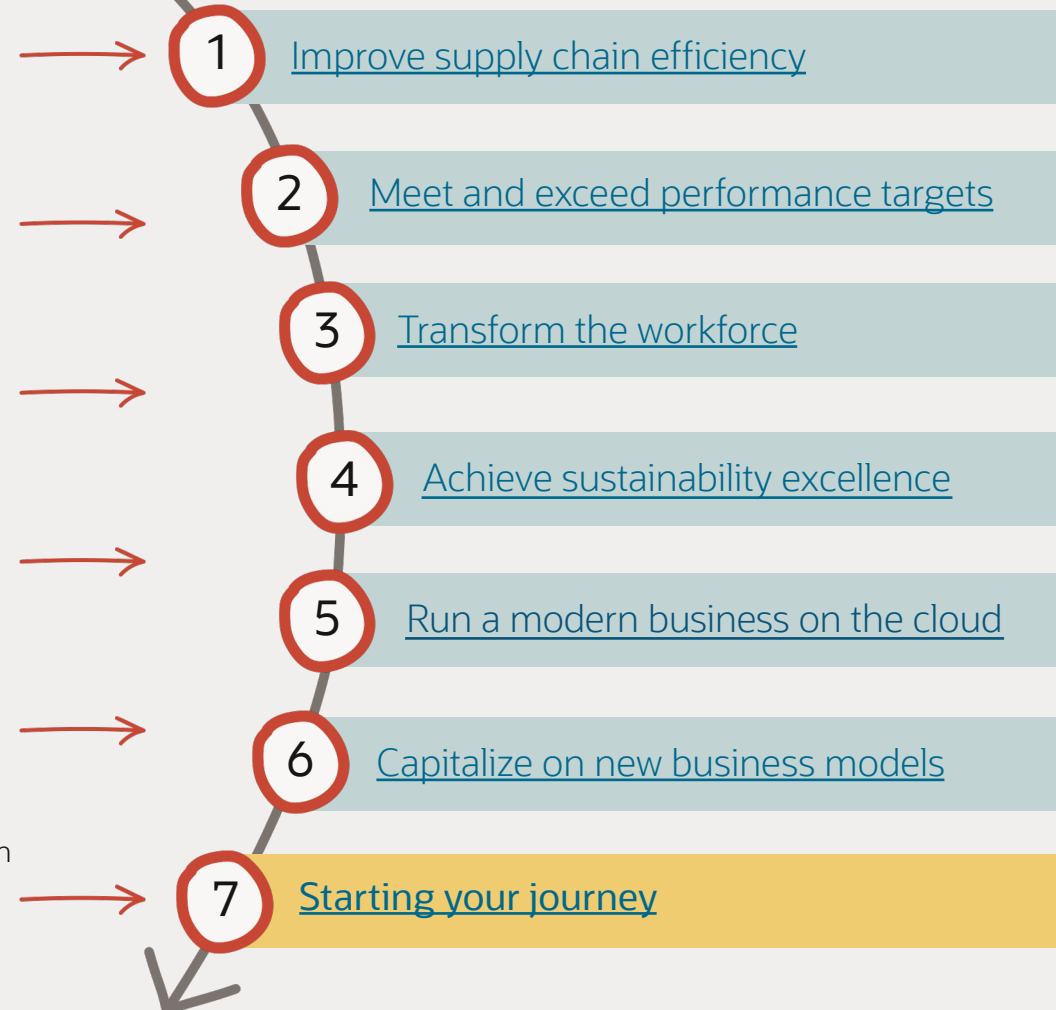 1 Improve supply chain efficiency
2 Meet and exceed performance targets
3 Transform the workforce
4 Achieve sustainability excellence
5 Run a modern business on the cloud
6 Capitalize on new business models
7 Starting your journey